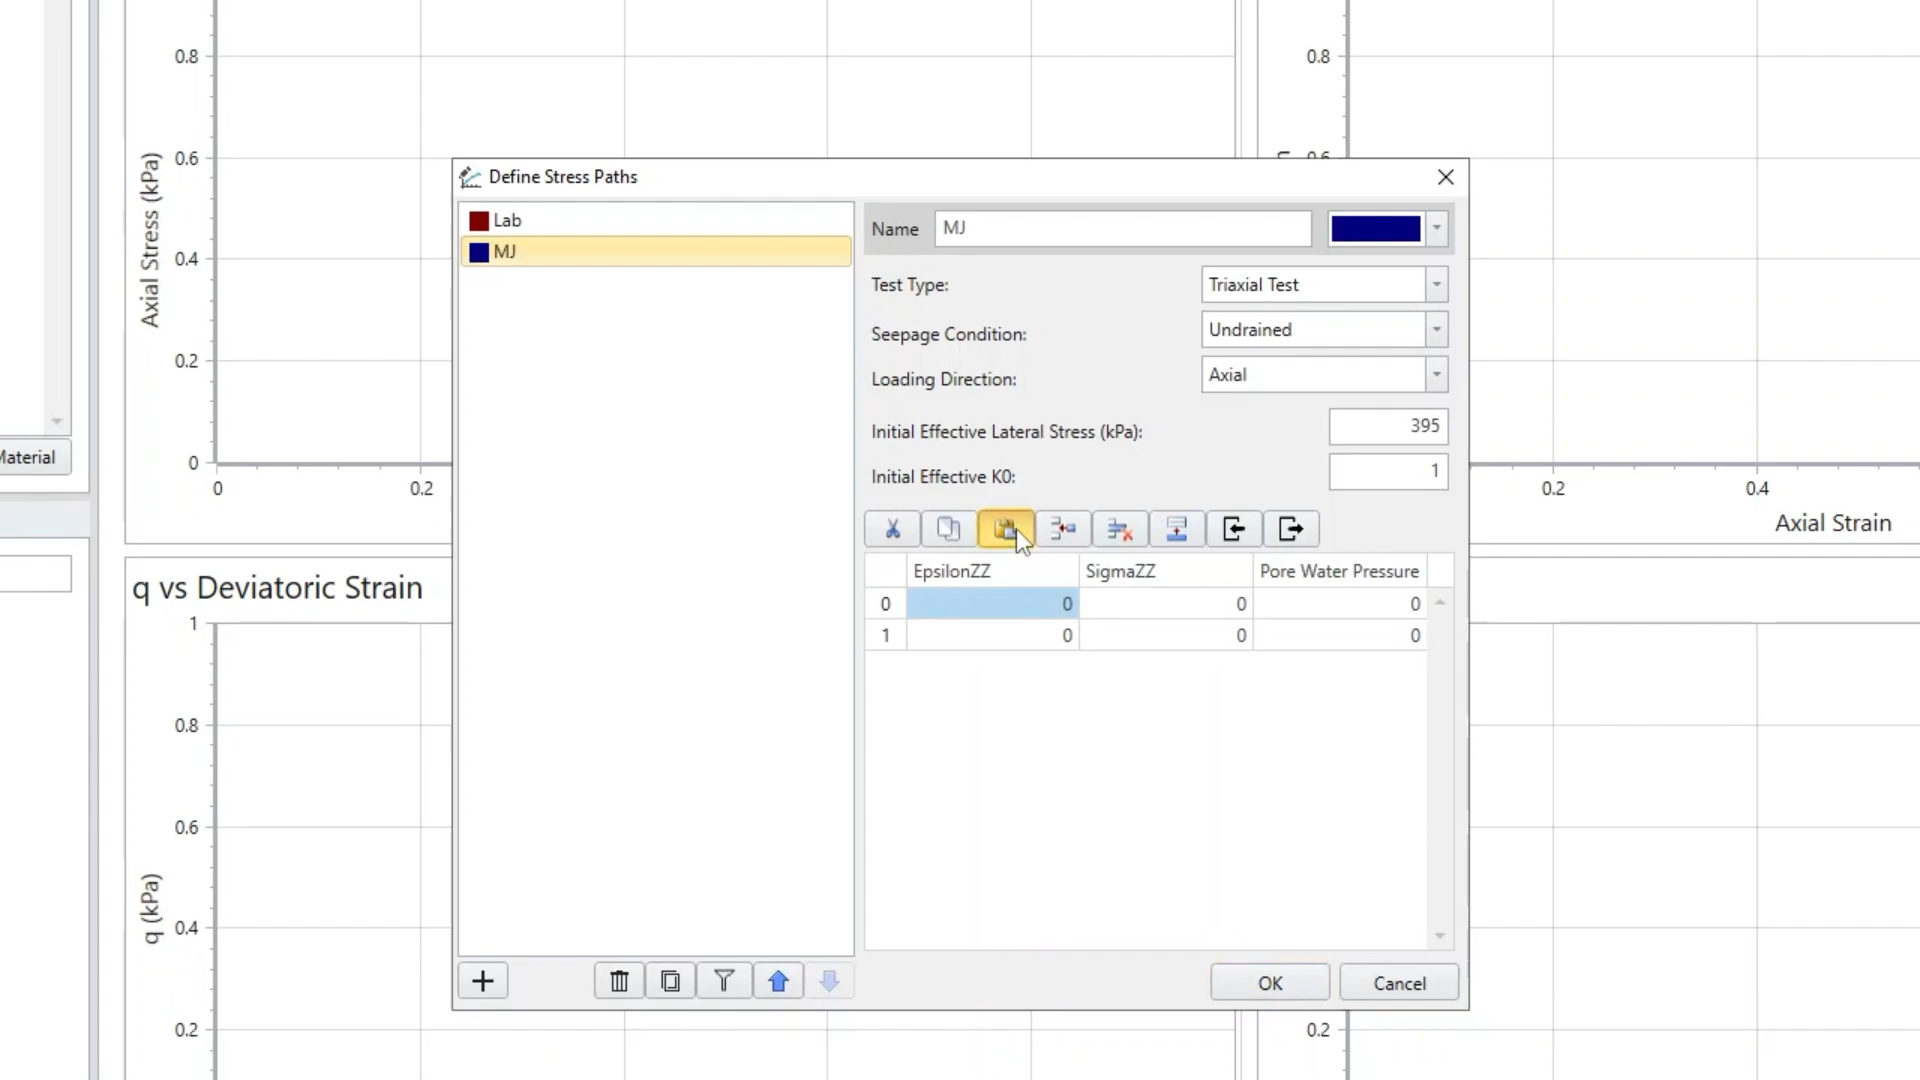 0.8
0.6
0.4
0.2
0
0
0.2
Axial Stress (kPa)
Material
0.8
0.6
0.2
0.4
Axial Strain
Define Stress Paths
Lab
MJ
Name
MJ
Test Type:
Triaxial Test
Seepage Condition:
Undrained
Loading Direction:
Axial
Initial Effective Lateral Stress (kPa):
395
Initial Effective K0:
1
EpsilonZZ
SigmaZZ
Pore Water Pressure
0
0
0
0
1
0
0
0
OK
Cancel
q vs Deviatoric Strain
1
0.8
0.6
0.4
0.2
q (kPa)
0.2